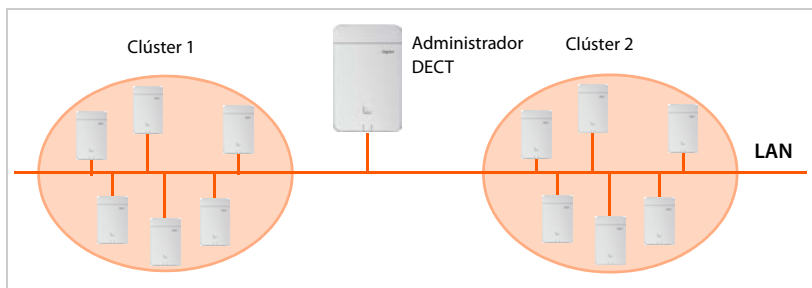 Clúster 1
Administrador
DECT
Clúster 2
LAN